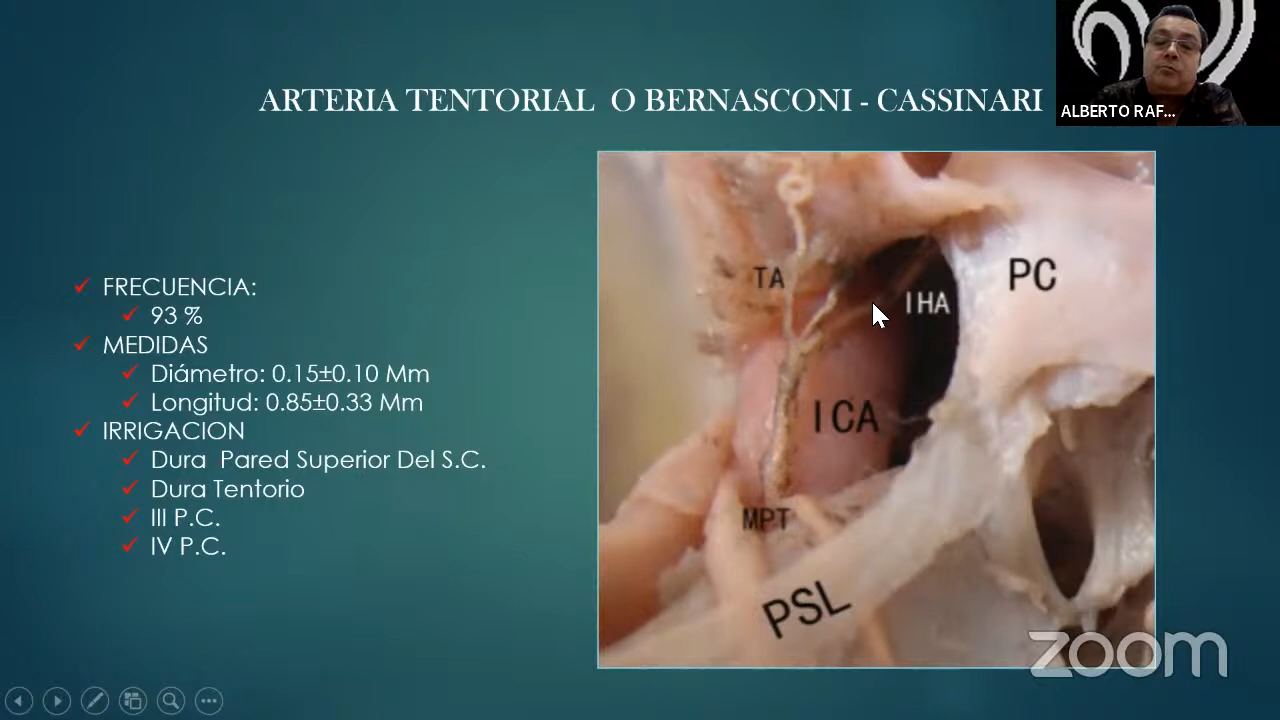 ARTERIA TENTORIAL O BERNASCONI - CASSINARI
ALBERTO RAF...
FRECUENCIA:
93 %
MEDIDAS
Diámetro: 0.15±0.10 Mm
Longitud: 0.85±0.33 Mm
IRRIGACION
Dura Pared Superior Del S.C.
Dura Tentorio
III P.C.
IV P.C.
TA
IHA
PC
ICA
MPT
PSL
zoom